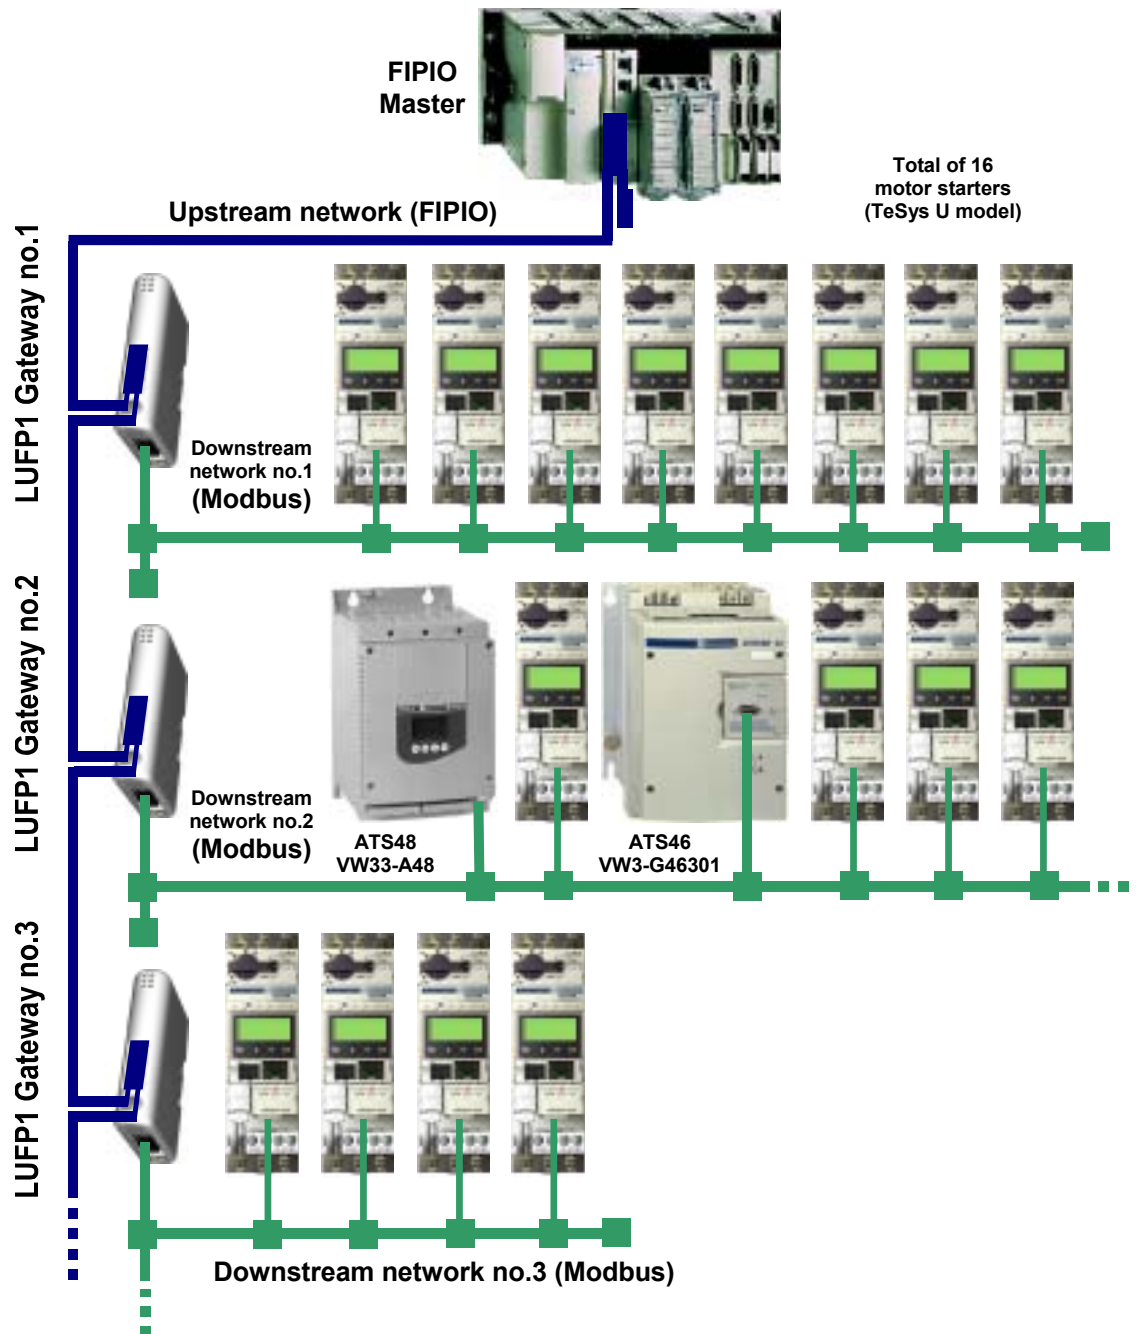 FIPIO
Master
Total of 16
motor starters
(TeSys U model)
Upstream network (FIPIO)
LUFP1 Gateway no.1
Downstream
network no.1
(Modbus)
LUFP1 Gateway no.2
Downstream
network no.2
(Modbus)
ATS48
VW33-A48
ATS46
VW3-G46301
LUFP1 Gateway no.3
Downstream network no.3 (Modbus)